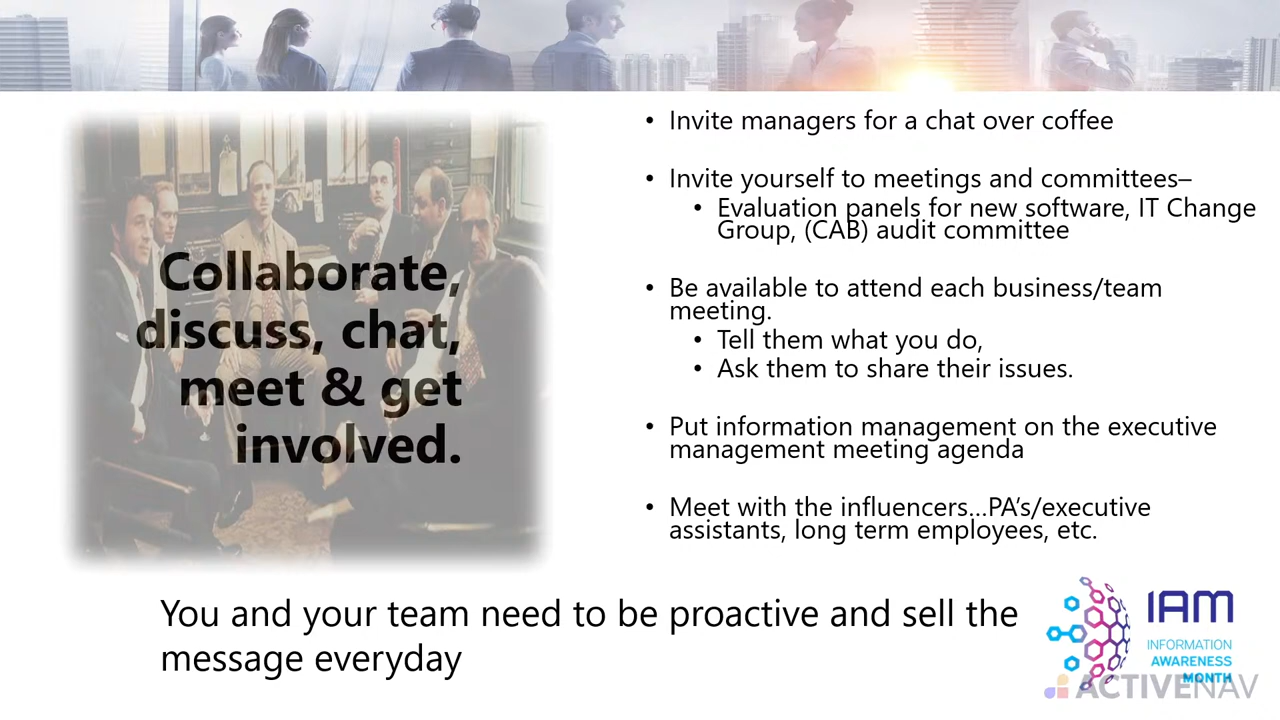 Collaborate,
discuss, chat,
meet & get
involved.
• Invite managers for a chat over coffee
• Invite yourself to meetings and committees–
• Evaluation panels for new software, IT Change
Group, (CAB) audit committee
• Be available to attend each business/team
meeting.
• Tell them what you do,
• Ask them to share their issues.
• Put information management on the executive
management meeting agenda
• Meet with the influencers...PA's/executive
assistants, long term employees, etc.
You and your team need to be proactive and sell the
message everyday
IAM
INFORMATION
AWARENESS
MONTH
ACTIVENAV